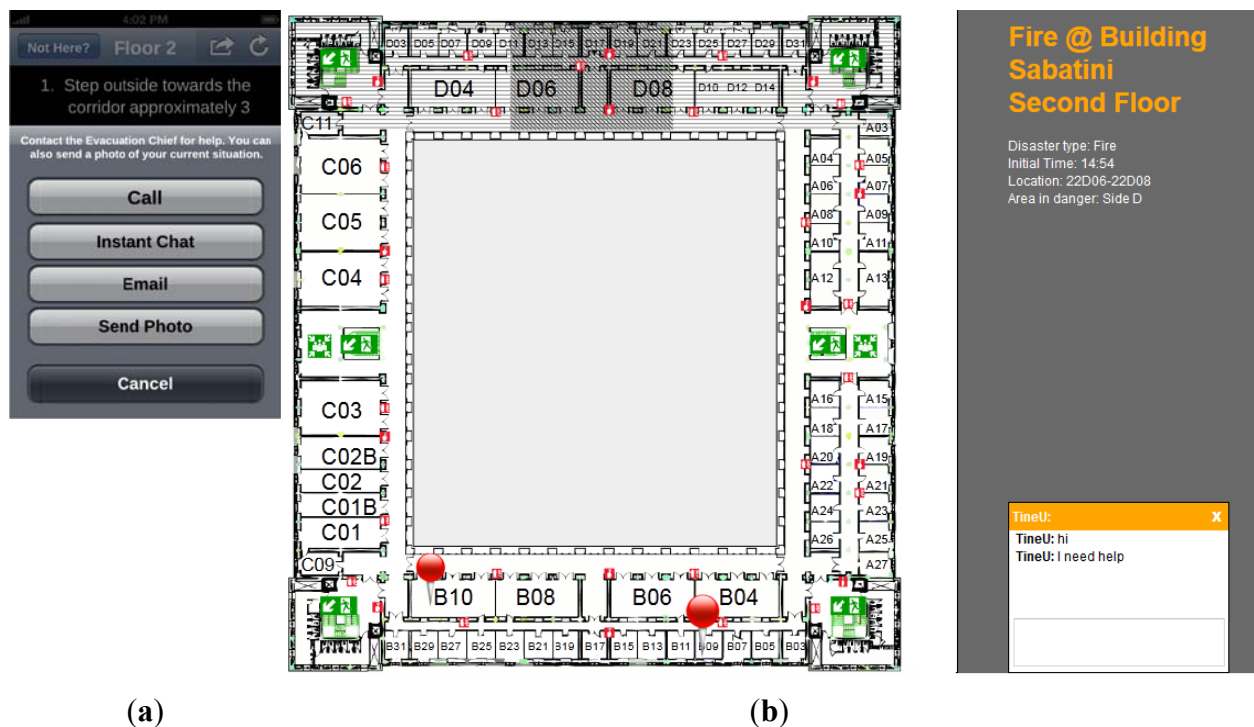 4:02 PM
Not Here?
Floor 2
1. Step outside towards the
corridor approximately 3
Contact the Evacuation Chief for help. You can
also send a photo of your current situation.
Call
Instant Chat
Email
Send Photo
Cancel
(a)
D03 D05 D07 D09 D11 D13 D15 D17 D19 D21 D23 D25 D27 D29 D31
D04 D06 D08 D10 D12 D14
C11
C06
C05
C04
C03
C02B
C02
C01B
C01
C09
A03
A04 A05
A06 A07
A08 A09
A10 A11
A12 A13
A16 A15
A18 A17
A20 A19
A22 A21
A24 A23
A26 A25
A27
B10 B08 B06 B04
B31 B29 B27 B25 B23 B21 B19 B17 B15 B13 B11 B09 B07 B05 B03
(b)
Fire @ Building
Sabatini
Second Floor
Disaster type: Fire
Initial Time: 14:54
Location: 22D06-22D08
Area in danger: Side D
TineU:
X
TineU: hi
TineU: I need help